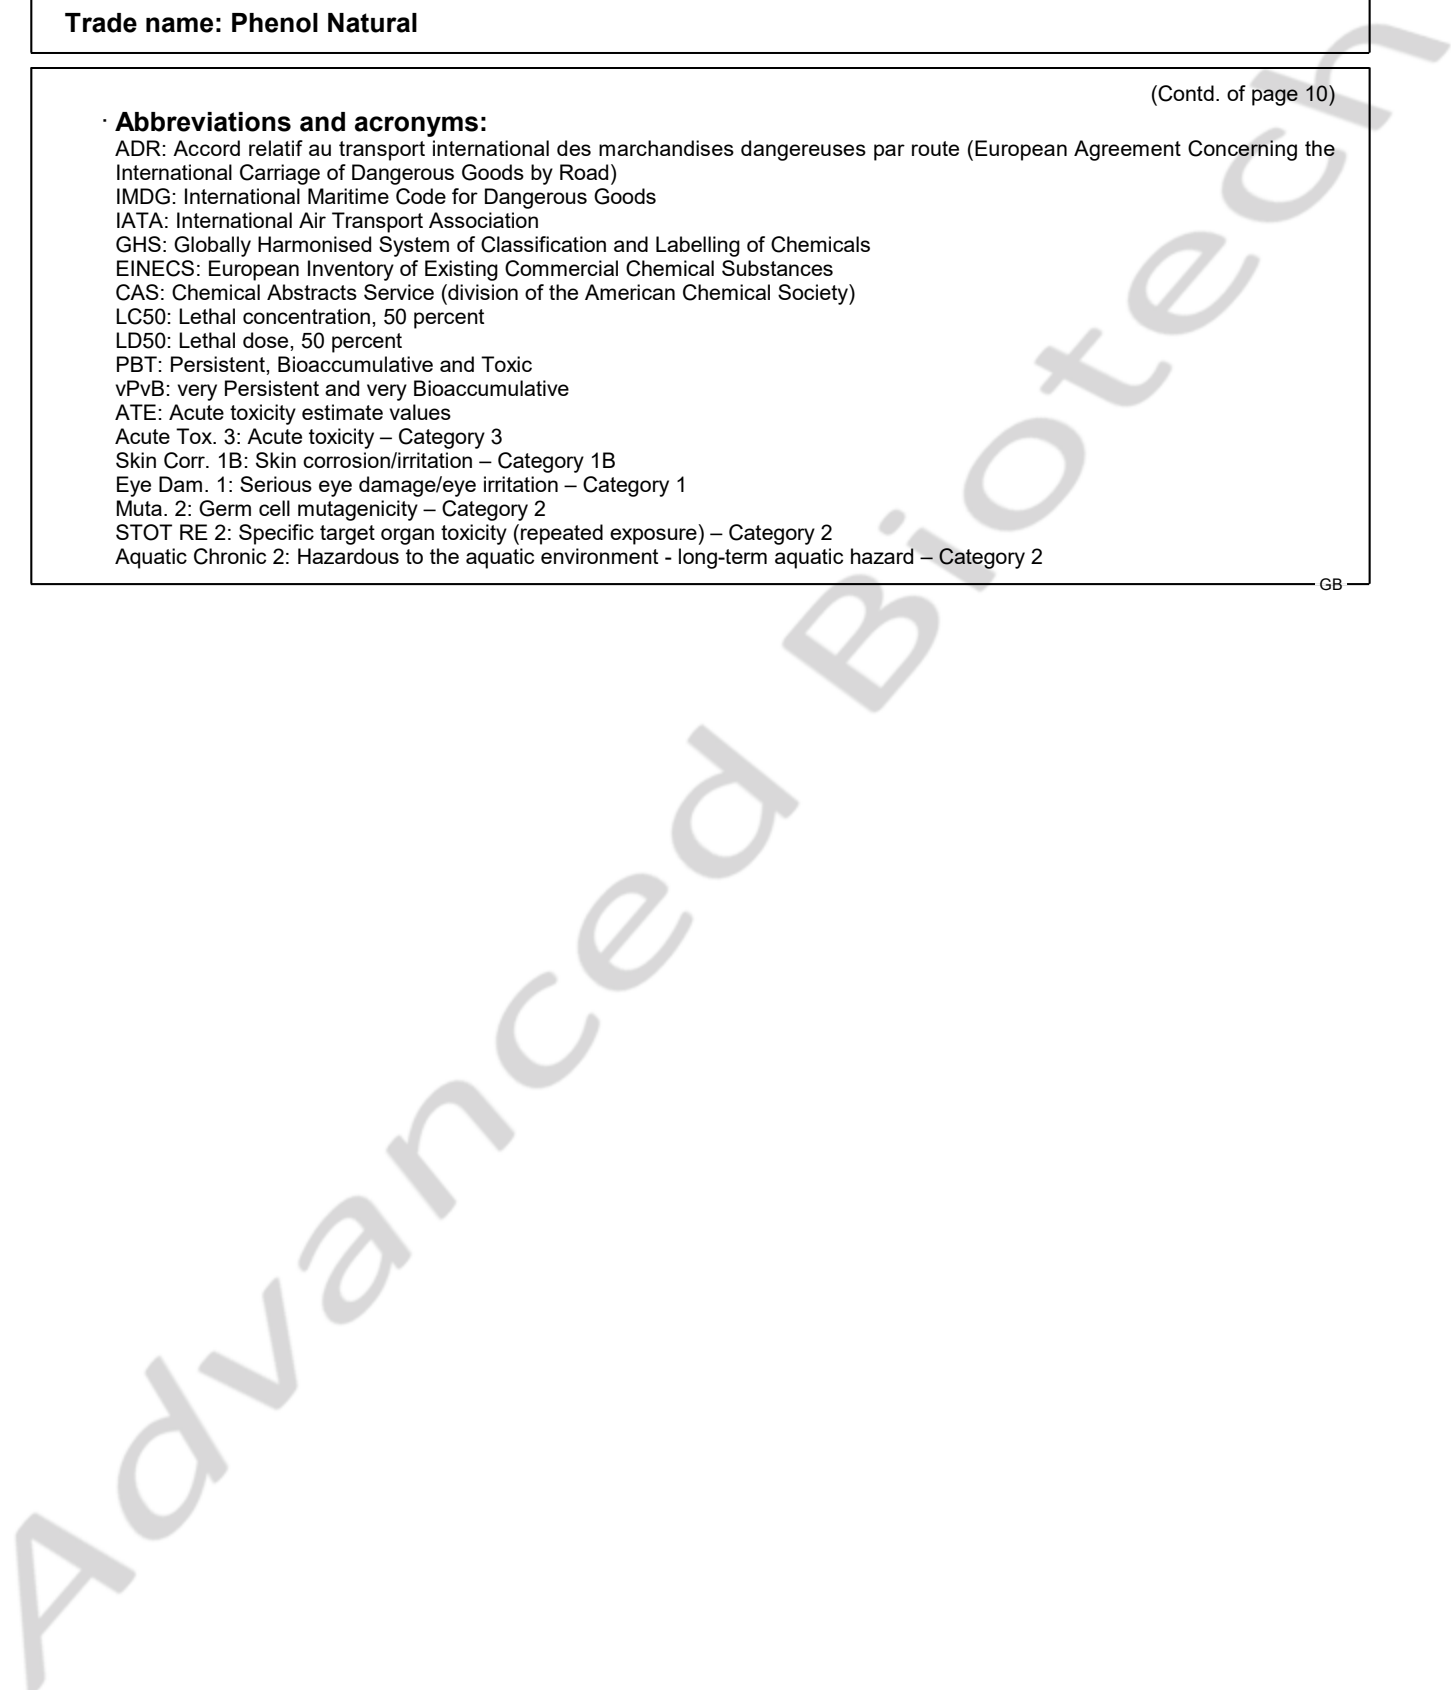 Trade name: Phenol Natural
(Contd. of page 10)
· Abbreviations and acronyms:
ADR: Accord relatif au transport international des marchandises dangereuses par route (European Agreement Concerning the
International Carriage of Dangerous Goods by Road)
IMDG: International Maritime Code for Dangerous Goods
IATA: International Air Transport Association
GHS: Globally Harmonised System of Classification and Labelling of Chemicals
EINECS: European Inventory of Existing Commercial Chemical Substances
CAS: Chemical Abstracts Service (division of the American Chemical Society)
LC50: Lethal concentration, 50 percent
LD50: Lethal dose, 50 percent
PBT: Persistent, Bioaccumulative and Toxic
vPvB: very Persistent and very Bioaccumulative
ATE: Acute toxicity estimate values
Acute Tox. 3: Acute toxicity – Category 3
Skin Corr. 1B: Skin corrosion/irritation – Category 1B
Eye Dam. 1: Serious eye damage/eye irritation – Category 1
Muta. 2: Germ cell mutagenicity – Category 2
STOT RE 2: Specific target organ toxicity (repeated exposure) – Category 2
Aquatic Chronic 2: Hazardous to the aquatic environment - long-term aquatic hazard – Category 2
GB
Advanced Biotech